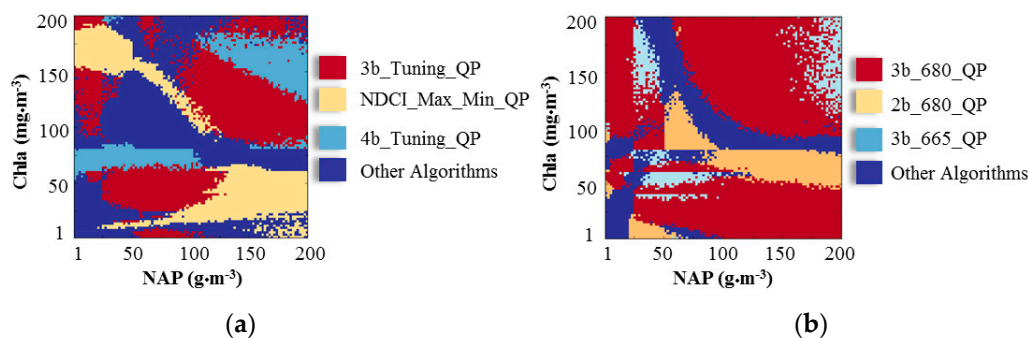 200
150
100
50
1
Chla (mg·m-3)
1 50 100 150 200
NAP (g·m-3)
3b_Tuning_QP
NDCI_Max_Min_QP
4b_Tuning_QP
Other Algorithms
(a)
200
150
100
50
1
Chla (mg·m-3)
1 50 100 150 200
NAP (g·m-3)
3b_680_QP
2b_680_QP
3b_665_QP
Other Algorithms
(b)